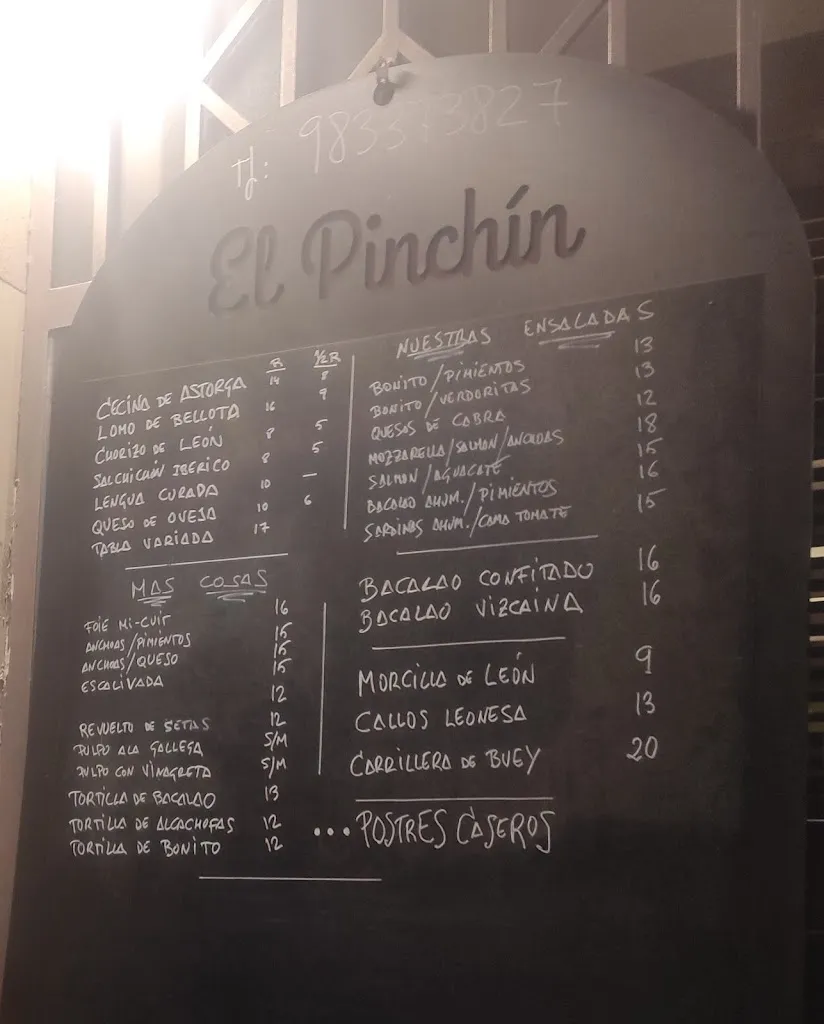 Tf: 983373827
El Pinchín
R ½R
CECINA DE ASTORGA 14 8
LOMO DE BELLOTA 16 9
CHORIZO DE LEÓN 8 5
SALCHICHÓN IBERICO 8 5
LENGUA CURADA 10 —
QUESO DE OVEJA 10 6
TABLA VARIADA 17
MAS COSAS
FOIE MI-CUIT 16
ANCHOAS/PIMIENTOS 15
ANCHOAS/QUESO 15
ESCALIVADA 15
12
REVUELTO DE SETAS 12
PULPO A LA GALLEGA S/M
PULPO CON VINAGRETA S/M
TORTILLA DE BACALAO 13
TORTILLA DE ALCACHOFAS 12
TORTILLA DE BONITO 12
NUESTRAS ENSALADAS
BONITO/PIMIENTOS 13
BONITO/VERDORITAS 13
QUESOS DE CABRA 12
MOZZARELLA/SALMON/ANCHOAS 18
SALMON/AGUACATE 15
BACALAO AHUM./PIMIENTOS 16
SARDINAS AHUM./CAMA TOMATE 15
BACALAO CONFITADO 16
BACALAO VIZCAINA 16
MORCILLA DE LEÓN 9
CALLOS LEONESA 13
CARRILLERA DE BUEY 20
...POSTRES CASEROS